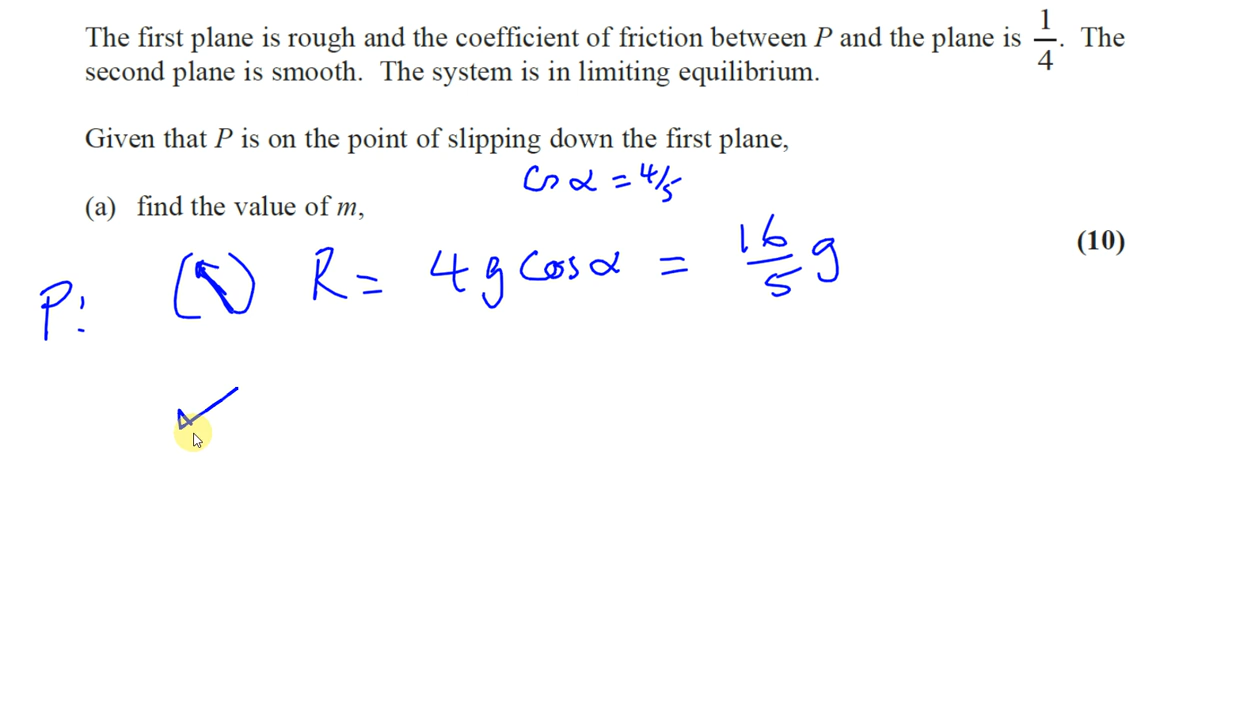 The first plane is rough and the coefficient of friction between P and the plane is 1/4. The
second plane is smooth. The system is in limiting equilibrium.
Given that P is on the point of slipping down the first plane,
cos α = 4/5
(a) find the value of m,
(10)
P: (↖) R = 4g cos α = 16/5 g